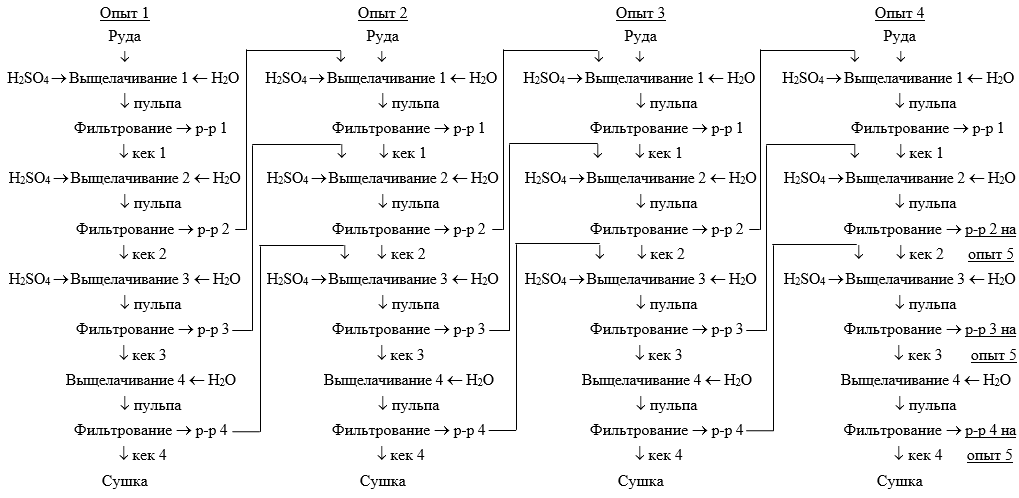 Опыт 1 Опыт 2 Опыт 3 Опыт 4
Руда Руда Руда Руда
H₂SO₄→Выщелачивание 1←H₂O H₂SO₄→Выщелачивание 1←H₂O H₂SO₄→Выщелачивание 1←H₂O H₂SO₄→Выщелачивание 1←H₂O
↓ пульпа ↓ пульпа ↓ пульпа ↓ пульпа
Фильтрование → р-р 1 Фильтрование → р-р 1 Фильтрование → р-р 1 Фильтрование → р-р 1
↓ кек 1 ↓ кек 1 ↓ кек 1 ↓ кек 1
H₂SO₄→Выщелачивание 2←H₂O H₂SO₄→Выщелачивание 2←H₂O H₂SO₄→Выщелачивание 2←H₂O H₂SO₄→Выщелачивание 2←H₂O
↓ пульпа ↓ пульпа ↓ пульпа ↓ пульпа
Фильтрование → р-р 2 Фильтрование → р-р 2 Фильтрование → р-р 2 Фильтрование → р-р 2 на
↓ кек 2 ↓ кек 2 ↓ кек 2 ↓ кек 2 опыт 5
H₂SO₄→Выщелачивание 3←H₂O H₂SO₄→Выщелачивание 3←H₂O H₂SO₄→Выщелачивание 3←H₂O H₂SO₄→Выщелачивание 3←H₂O
↓ пульпа ↓ пульпа ↓ пульпа ↓ пульпа
Фильтрование → р-р 3 Фильтрование → р-р 3 Фильтрование → р-р 3 Фильтрование → р-р 3 на
↓ кек 3 ↓ кек 3 ↓ кек 3 ↓ кек 3 опыт 5
Выщелачивание 4←H₂O Выщелачивание 4←H₂O Выщелачивание 4←H₂O Выщелачивание 4←H₂O
↓ пульпа ↓ пульпа ↓ пульпа ↓ пульпа
Фильтрование → р-р 4 Фильтрование → р-р 4 Фильтрование → р-р 4 Фильтрование → р-р 4 на
↓ кек 4 ↓ кек 4 ↓ кек 4 ↓ кек 4 опыт 5
Сушка Сушка Сушка Сушка